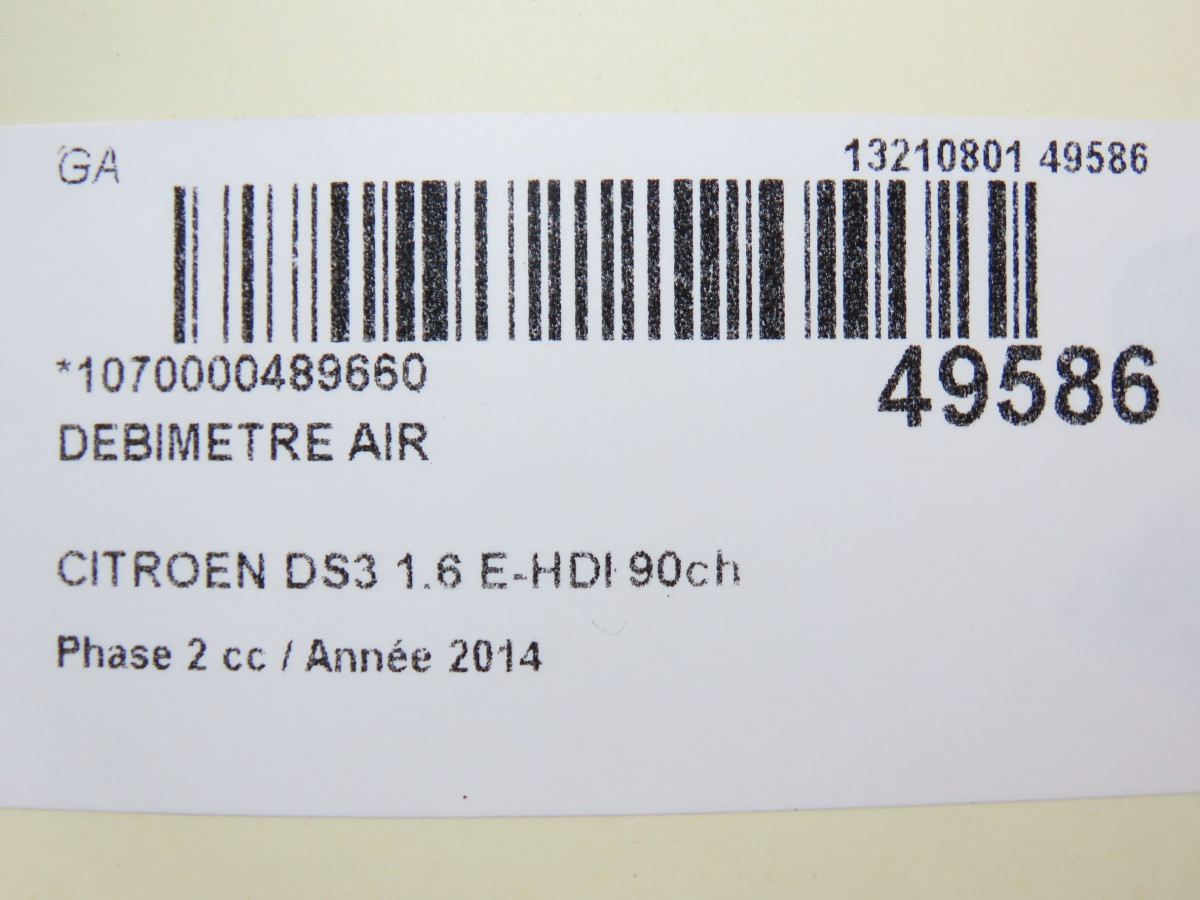 GA
13210801 49586
*1070000489660
49586
DEBIMETRE AIR
CITROEN DS3 1.6 E-HDI 90ch
Phase 2 cc / Année 2014